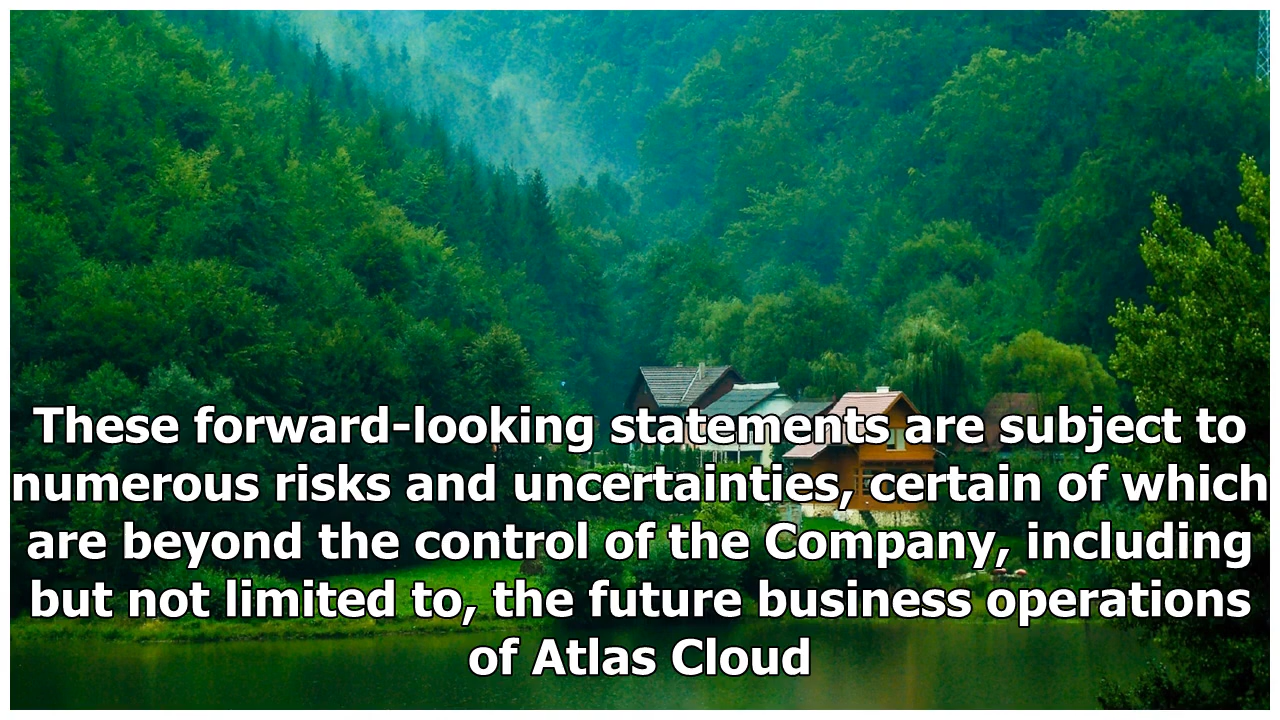 These forward-looking statements are subject to
numerous risks and uncertainties, certain of which
are beyond the control of the Company, including
but not limited to, the future business operations
of Atlas Cloud